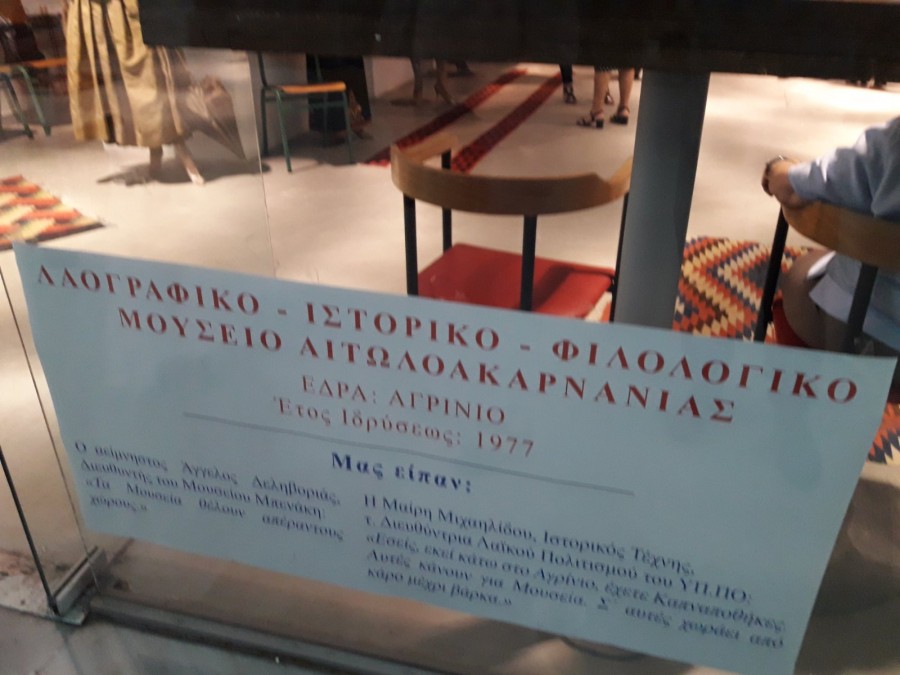 ΛΑΟΓΡΑΦΙΚΟ - ΙΣΤΟΡΙΚΟ - ΦΙΛΟΛΟΓΙΚΟ
ΜΟΥΣΕΙΟ ΑΙΤΩΛΟΑΚΑΡΝΑΝΙΑΣ
ΕΔΡΑ: ΑΓΡΙΝΙΟ
Έτος Ιδρύσεως: 1977
Μας είπαν:
Ο αείμνηστος Άγγελος Δεληβοριάς,
Διευθυντής του Μουσείου Μπενάκη:
«Τα Μουσεία θέλουν απέραντους
χώρους.»
Η Μαίρη Μιχαηλίδου, Ιστορικός Τέχνης,
τ. Διευθύντρια Λαϊκού Πολιτισμού του ΥΠ.ΠΟ:
«Εσείς, εκεί κάτω στο Αγρίνιο, έχετε Καπναποθήκες.
Αυτές κάνουν για Μουσεία. Σ' αυτές χωράει από
κάρο μέχρι βάρκα.»